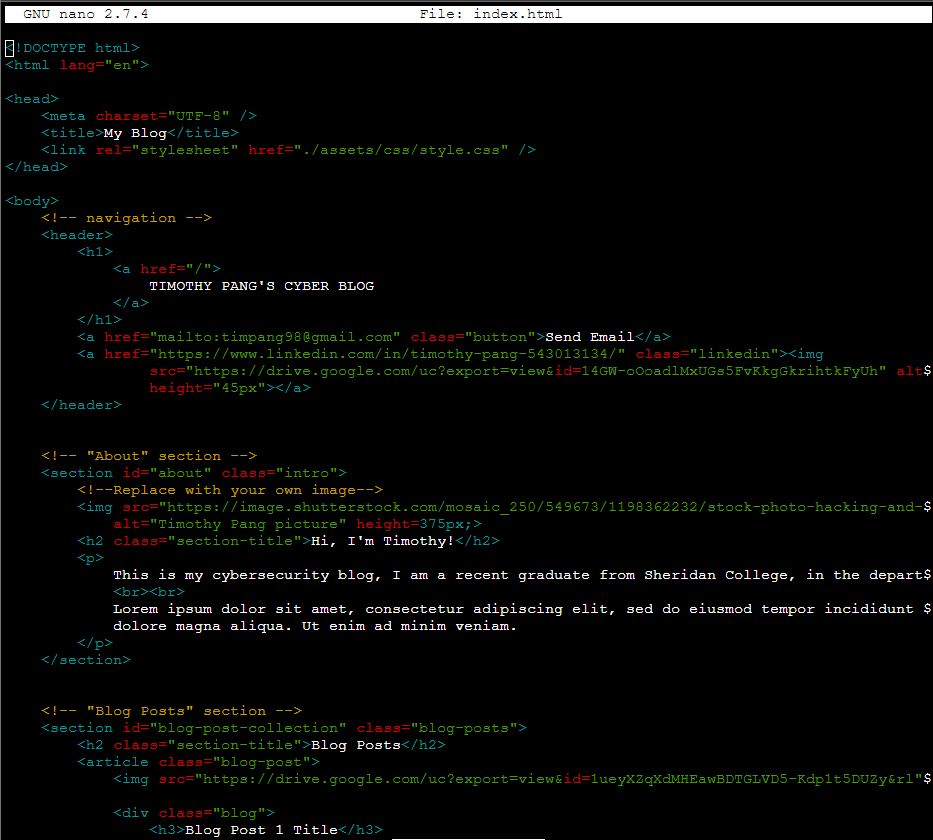 GNU nano 2.7.4                              File: index.html
<!DOCTYPE html>
<html lang="en">
<head>
    <meta charset="UTF-8" />
    <title>My Blog</title>
    <link rel="stylesheet" href="./assets/css/style.css" />
</head>
<body>
    <!-- navigation -->
    <header>
        <h1>
            <a href="/">
                TIMOTHY PANG'S CYBER BLOG
            </a>
        </h1>
        <a href="mailto:timpang98@gmail.com" class="button">Send Email</a>
        <a href="https://www.linkedin.com/in/timothy-pang-543013134/" class="linkedin"><img
                src="https://drive.google.com/uc?export=view&id=14GW-oOoadlMxUGs5FvKkgGkrihtkFyUh" alt$
                height="45px"></a>
    </header>
    <!-- "About" section -->
    <section id="about" class="intro">
        <!--Replace with your own image-->
        <img src="https://image.shutterstock.com/mosaic_250/549673/1198362232/stock-photo-hacking-and-$
            alt="Timothy Pang picture" height=375px;>
        <h2 class="section-title">Hi, I'm Timothy!</h2>
        <p>
            This is my cybersecurity blog, I am a recent graduate from Sheridan College, in the depart$
            <br><br>
            Lorem ipsum dolor sit amet, consectetur adipiscing elit, sed do eiusmod tempor incididunt $
            dolore magna aliqua. Ut enim ad minim veniam.
        </p>
    </section>
    <!-- "Blog Posts" section -->
    <section id="blog-post-collection" class="blog-posts">
        <h2 class="section-title">Blog Posts</h2>
        <article class="blog-post">
            <img src="https://drive.google.com/uc?export=view&id=1ueyXZqXdMHEawBDTGLVD5-Kdp1t5DUZy&rl"$
            <div class="blog">
                <h3>Blog Post 1 Title</h3>